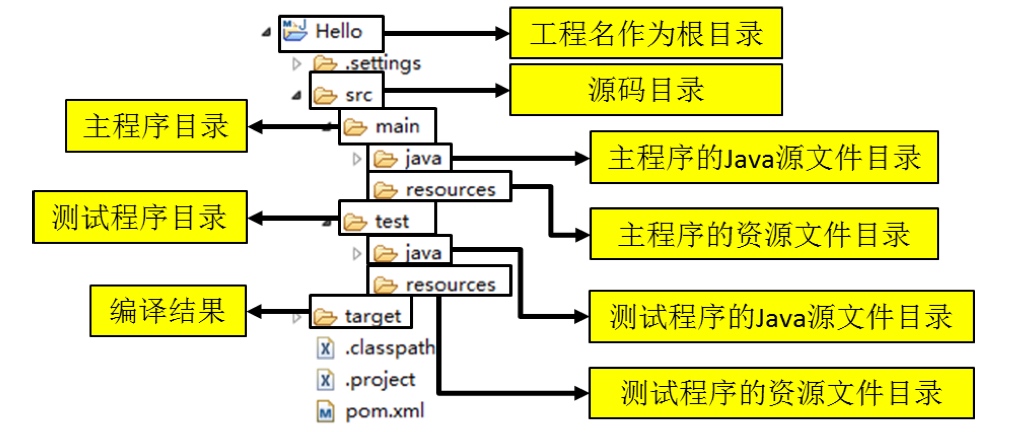 Hello
工程名作为根目录
.settings
src
源码目录
主程序目录
main
java
主程序的Java源文件目录
resources
测试程序目录
test
主程序的资源文件目录
java
resources
编译结果
target
测试程序的Java源文件目录
.classpath
.project
测试程序的资源文件目录
pom.xml